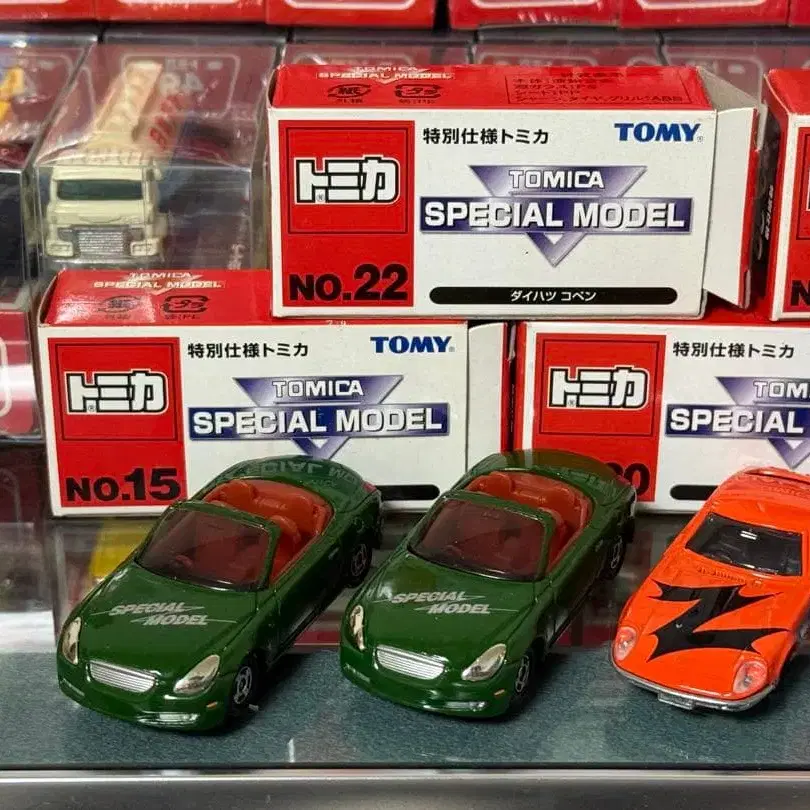 TOMICA
SPECIAL MODEL
トミカ
特別仕様トミカ
TOMY
TOMICA
SPECIAL MODEL
NO.22
ダイハツ コペン
TOMICA
SPECIAL MODEL
トミカ
特別仕様トミカ
TOMY
TOMICA
SPECIAL MODEL
NO.15
トミカ
特別仕様トミカ
TOM
SPECIAL
SPECIAL
MODEL
SPECIAL
MODEL
Z